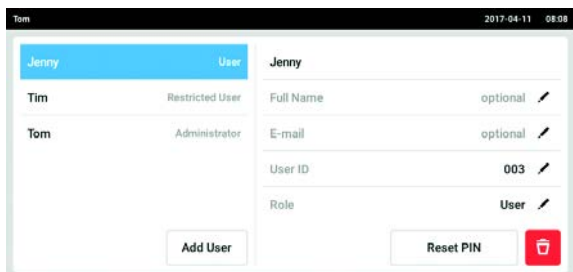 Tom 2017-04-11 08:08
Jenny User
Tim Restricted User
Tom Administrator
Add User
Jenny
Full Name optional
E-mail optional
User ID 003
Role User
Reset PIN